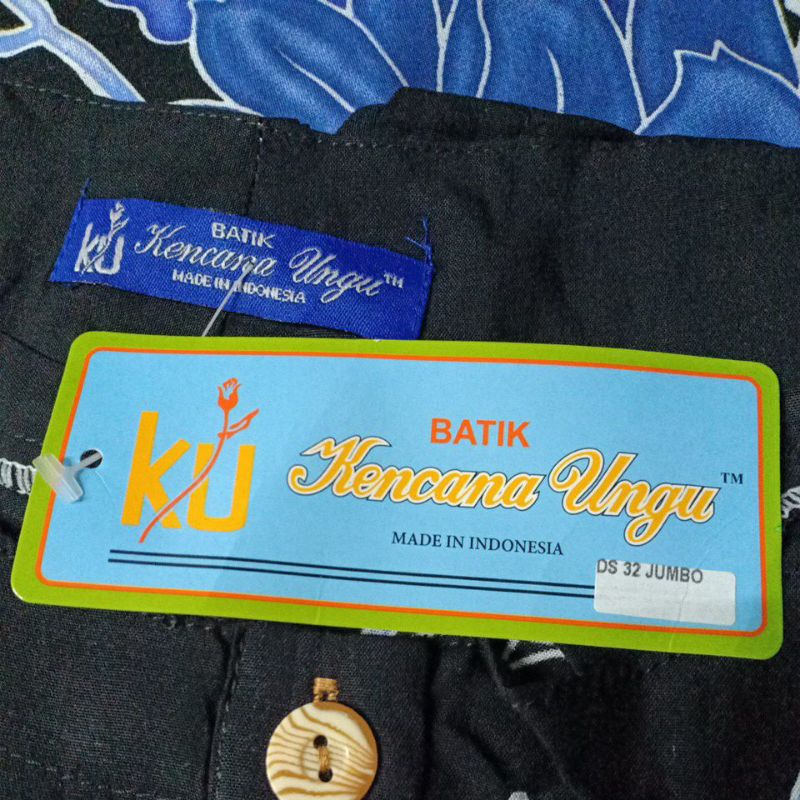 KU
BATIK
Kencana Ungu™
MADE IN INDONESIA
KU
BATIK
Kencana Ungu™
MADE IN INDONESIA
DS 32 JUMBO